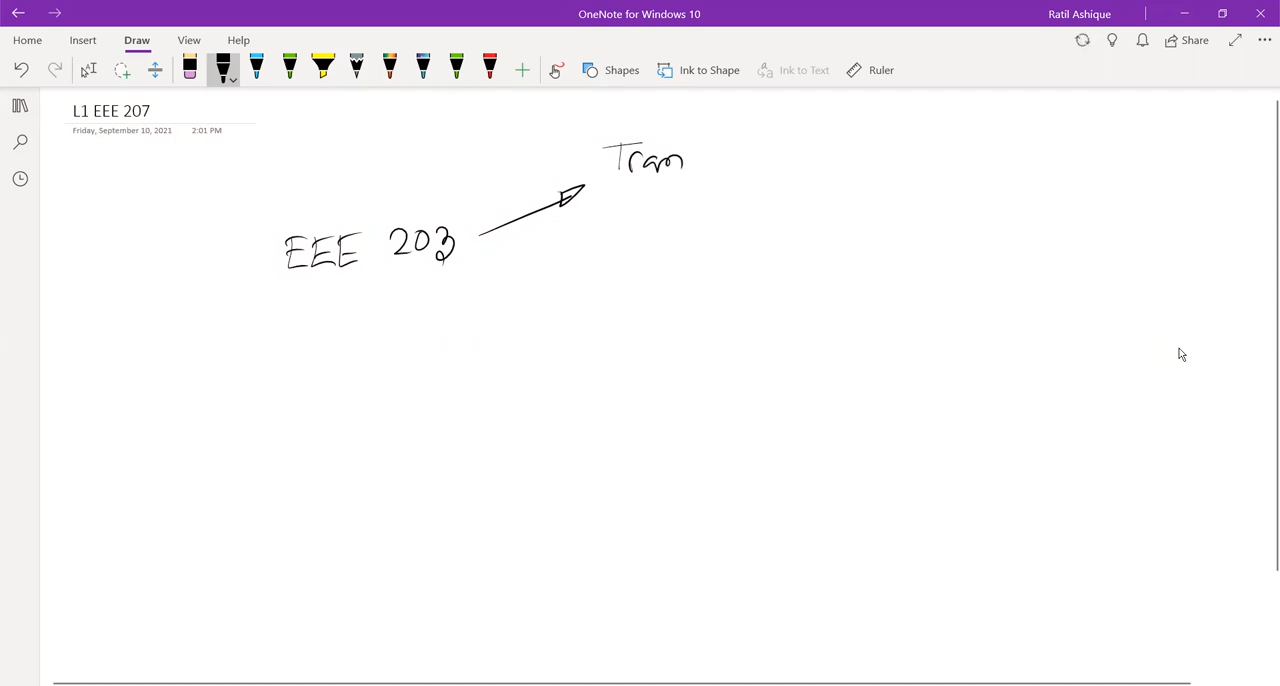 OneNote for Windows 10
Ratil Ashique
Home Insert Draw View Help
Share
Shapes Ink to Shape Ink to Text Ruler
L1 EEE 207
Friday, September 10, 2021 2:01 PM
Tran
EEE 203